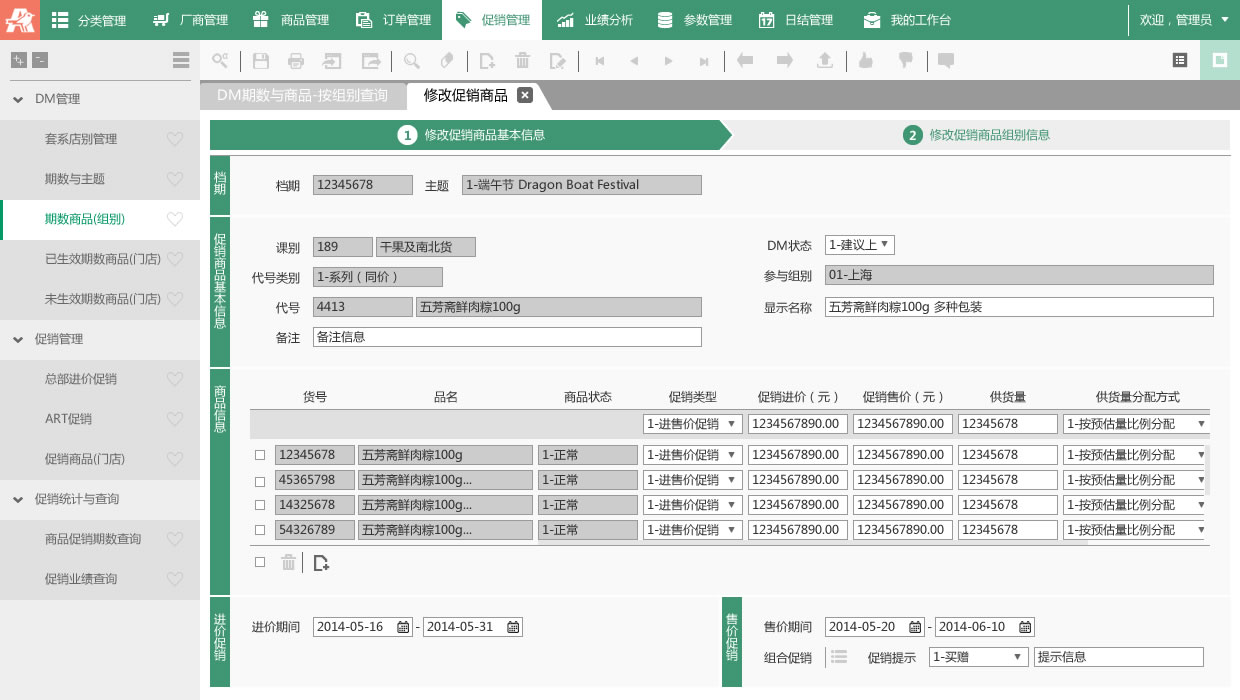 分类管理 厂商管理 商品管理 订单管理 促销管理 业绩分析 参数管理 日结管理 我的工作台 欢迎，管理员
DM期数与商品-按组别查询 修改促销商品
DM管理
套系店别管理
期数与主题
期数商品(组别)
已生效期数商品(门店)
未生效期数商品(门店)
促销管理
总部进价促销
ART促销
促销商品(门店)
促销统计与查询
商品促销期数查询
促销业绩查询
1 修改促销商品基本信息 2 修改促销商品组别信息
档期
档期 12345678 主题 1-端午节 Dragon Boat Festival
促销商品基本信息
课别 189 干果及南北货 DM状态 1-建议上
代号类别 1-系列（同价） 参与组别 01-上海
代号 4413 五芳斋鲜肉粽100g 显示名称 五芳斋鲜肉粽100g 多种包装
备注 备注信息
商品信息
货号 品名 商品状态 促销类型 促销进价（元） 促销售价（元） 供货量 供货量分配方式
1-进售价促销 1234567890.00 1234567890.00 12345678 1-按预估量比例分配
12345678 五芳斋鲜肉粽100g 1-正常 1-进售价促销 1234567890.00 1234567890.00 12345678 1-按预估量比例分配
45365798 五芳斋鲜肉粽100g... 1-正常 1-进售价促销 1234567890.00 1234567890.00 12345678 1-按预估量比例分配
14325678 五芳斋鲜肉粽100g... 1-正常 1-进售价促销 1234567890.00 1234567890.00 12345678 1-按预估量比例分配
54326789 五芳斋鲜肉粽100g... 1-正常 1-进售价促销 1234567890.00 1234567890.00 12345678 1-按预估量比例分配
进价促销
进价期间 2014-05-16 - 2014-05-31
售价促销
售价期间 2014-05-20 - 2014-06-10
组合促销 促销提示 1-买赠 提示信息